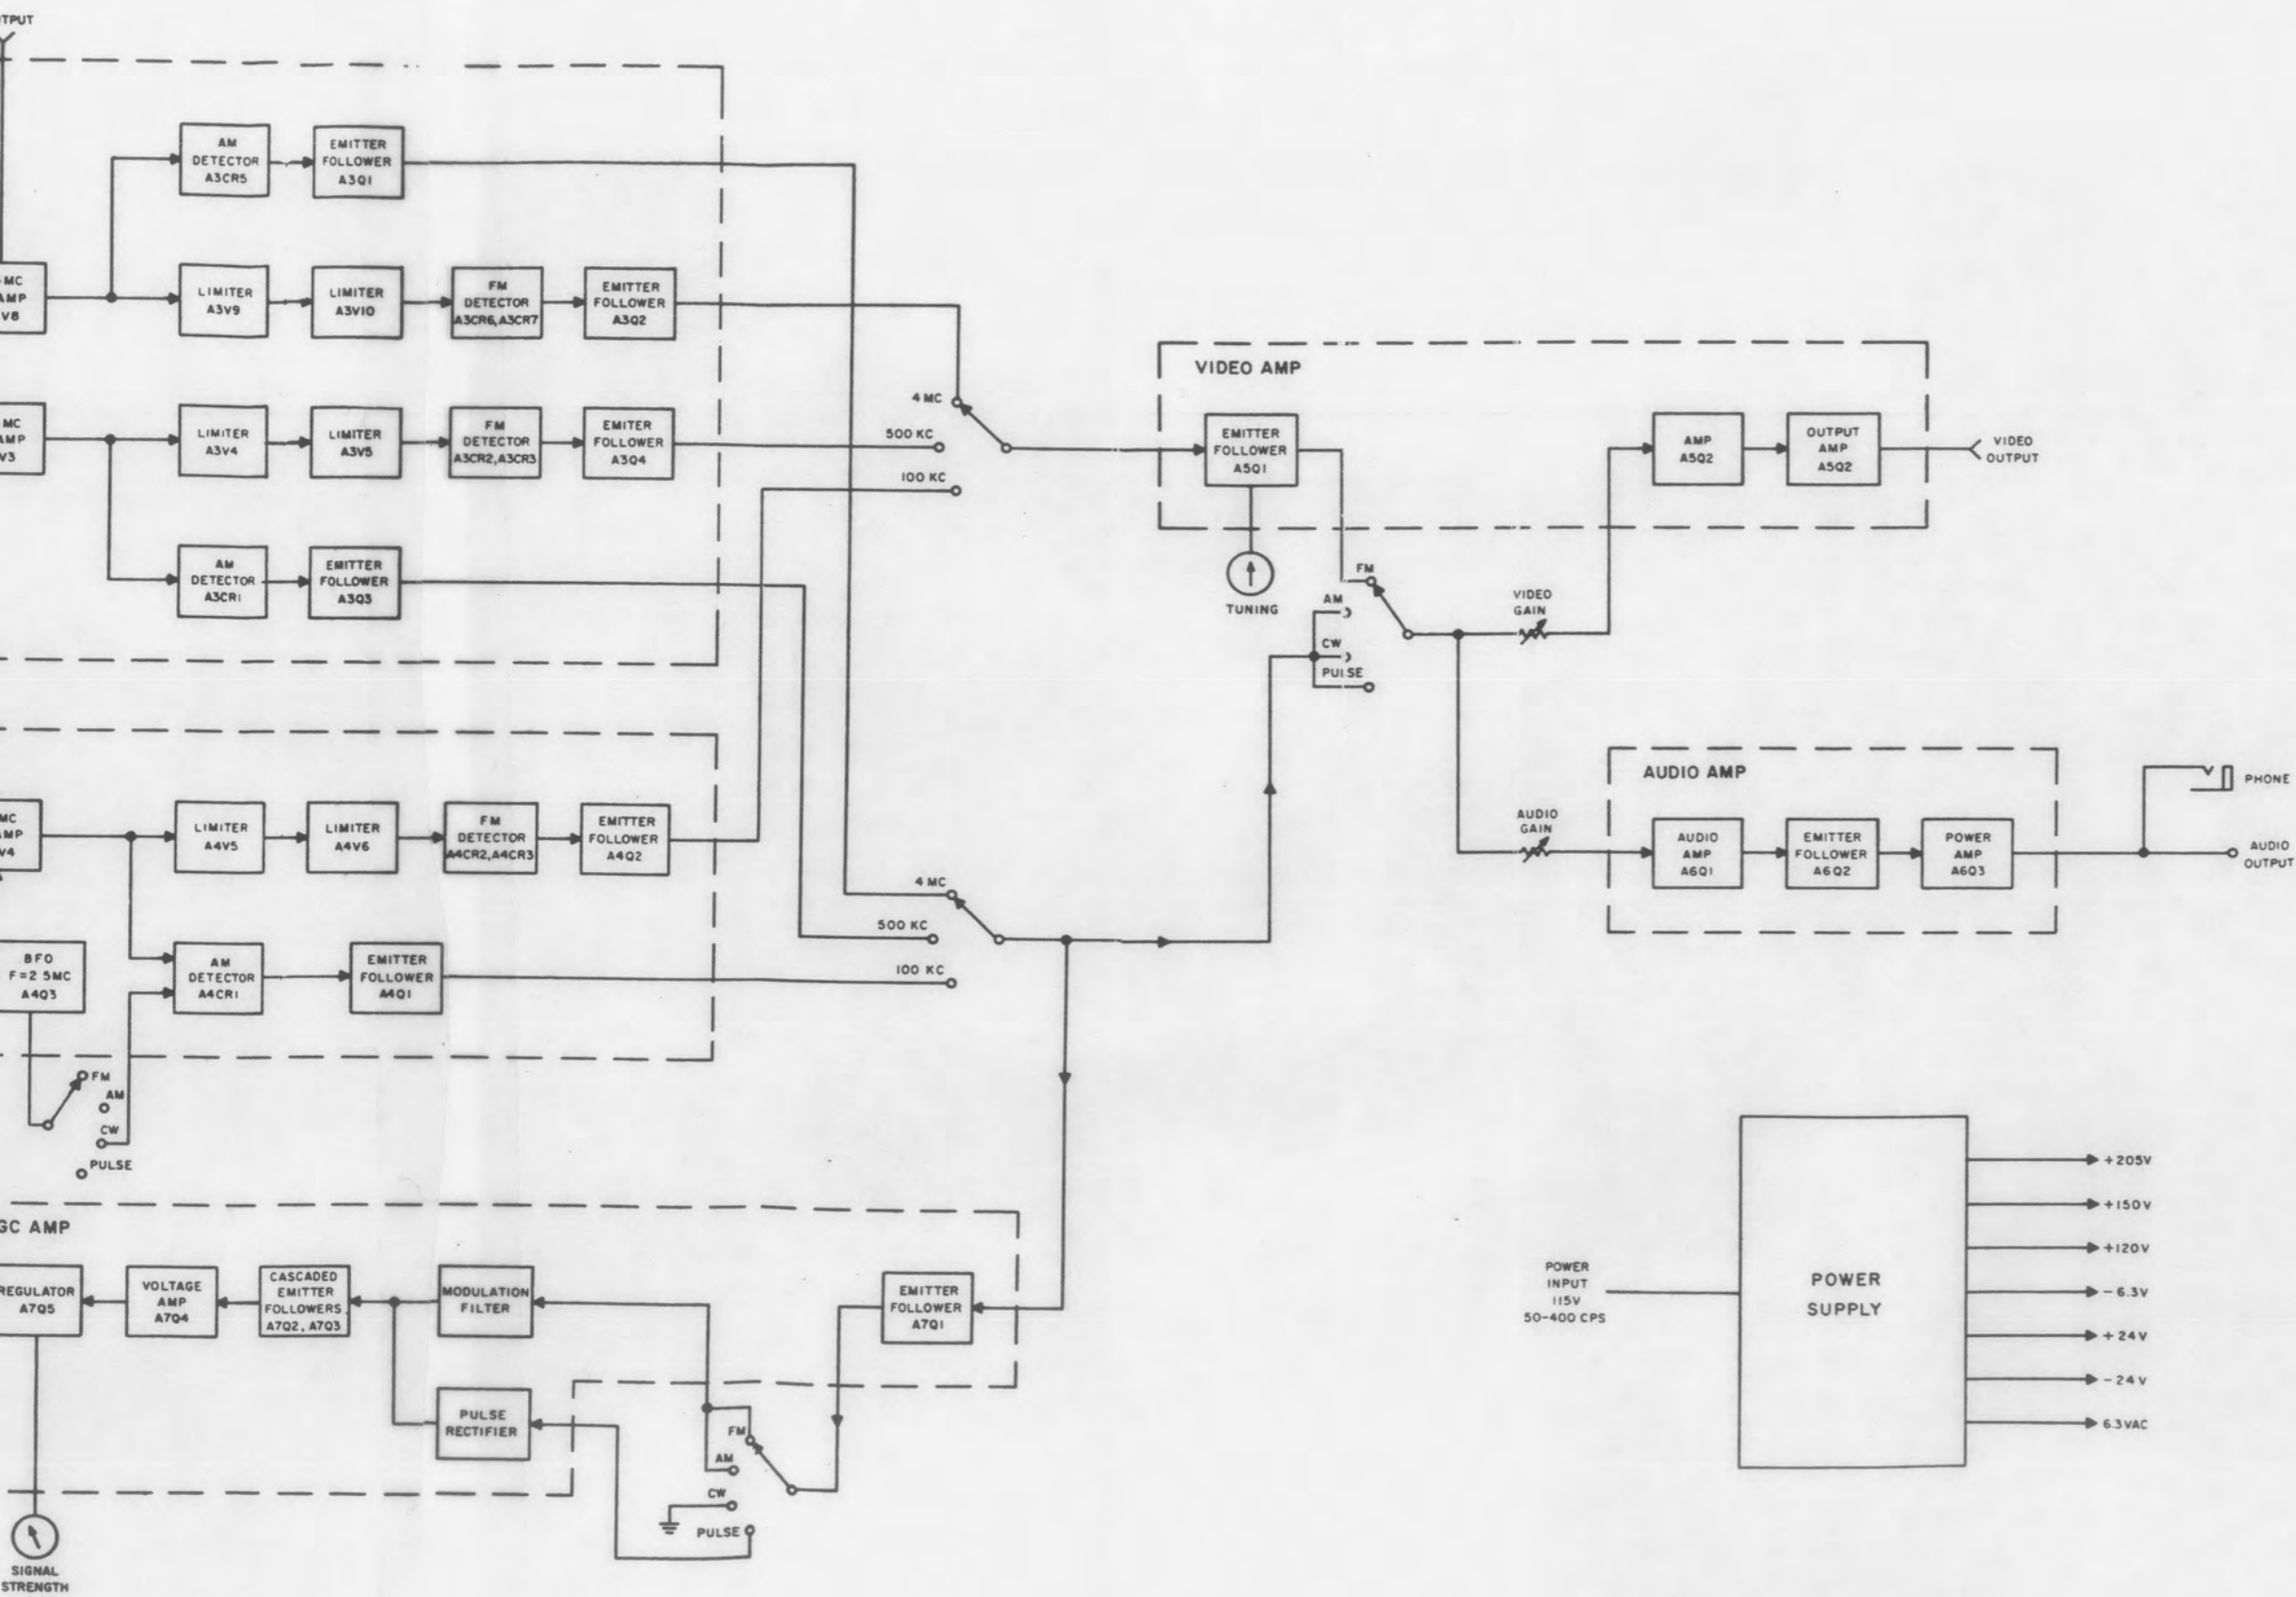 AM
DETECTOR
A3CR5
EMITTER
FOLLOWER
A3Q1
MC
V8
LIMITER
A3V9
LIMITER
A3V10
FM
DETECTOR
A3CR6,A3CR7
EMITTER
FOLLOWER
A3Q2
MC
V3
LIMITER
A3V4
LIMITER
A3V5
FM
DETECTOR
A3CR2,A3CR3
EMITER
FOLLOWER
A3Q4
AM
DETECTOR
A3CR1
EMITTER
FOLLOWER
A3Q3
4 MC
500 KC
100 KC
VIDEO AMP
EMITTER
FOLLOWER
A5Q1
AMP
A5Q2
OUTPUT
AMP
A5Q2
VIDEO
OUTPUT
TUNING
FM
AM
CW
PULSE
VIDEO
GAIN
MC
V4
LIMITER
A4V5
LIMITER
A4V6
FM
DETECTOR
A4CR2,A4CR3
EMITTER
FOLLOWER
A4Q2
BFO
F=2 5MC
A4Q3
AM
DETECTOR
A4CR1
EMITTER
FOLLOWER
A4Q1
4 MC
500 KC
100 KC
FM
AM
CW
PULSE
AUDIO
GAIN
AUDIO AMP
AUDIO
AMP
A6Q1
EMITTER
FOLLOWER
A6Q2
POWER
AMP
A6Q3
PHONE
AUDIO
OUTPUT
GC AMP
REGULATOR
A7Q5
VOLTAGE
AMP
A7Q4
CASCADED
EMITTER
FOLLOWERS
A7Q2, A7Q3
MODULATION
FILTER
EMITTER
FOLLOWER
A7Q1
PULSE
RECTIFIER
FM
AM
CW
PULSE
SIGNAL
STRENGTH
POWER
INPUT
115V
50-400 CPS
POWER
SUPPLY
+205V
+150V
+120V
-6.3V
+24V
-24V
6.3VAC